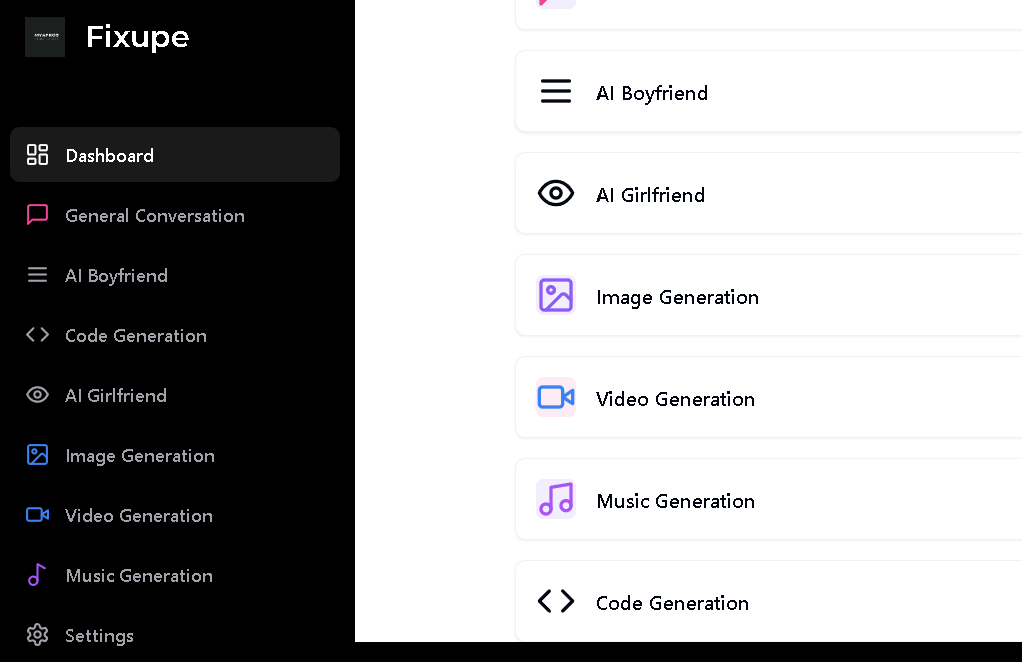 Fixupe
Dashboard
General Conversation
AI Boyfriend
Code Generation
AI Girlfriend
Image Generation
Video Generation
Music Generation
Settings
AI Boyfriend
AI Girlfriend
Image Generation
Video Generation
Music Generation
Code Generation